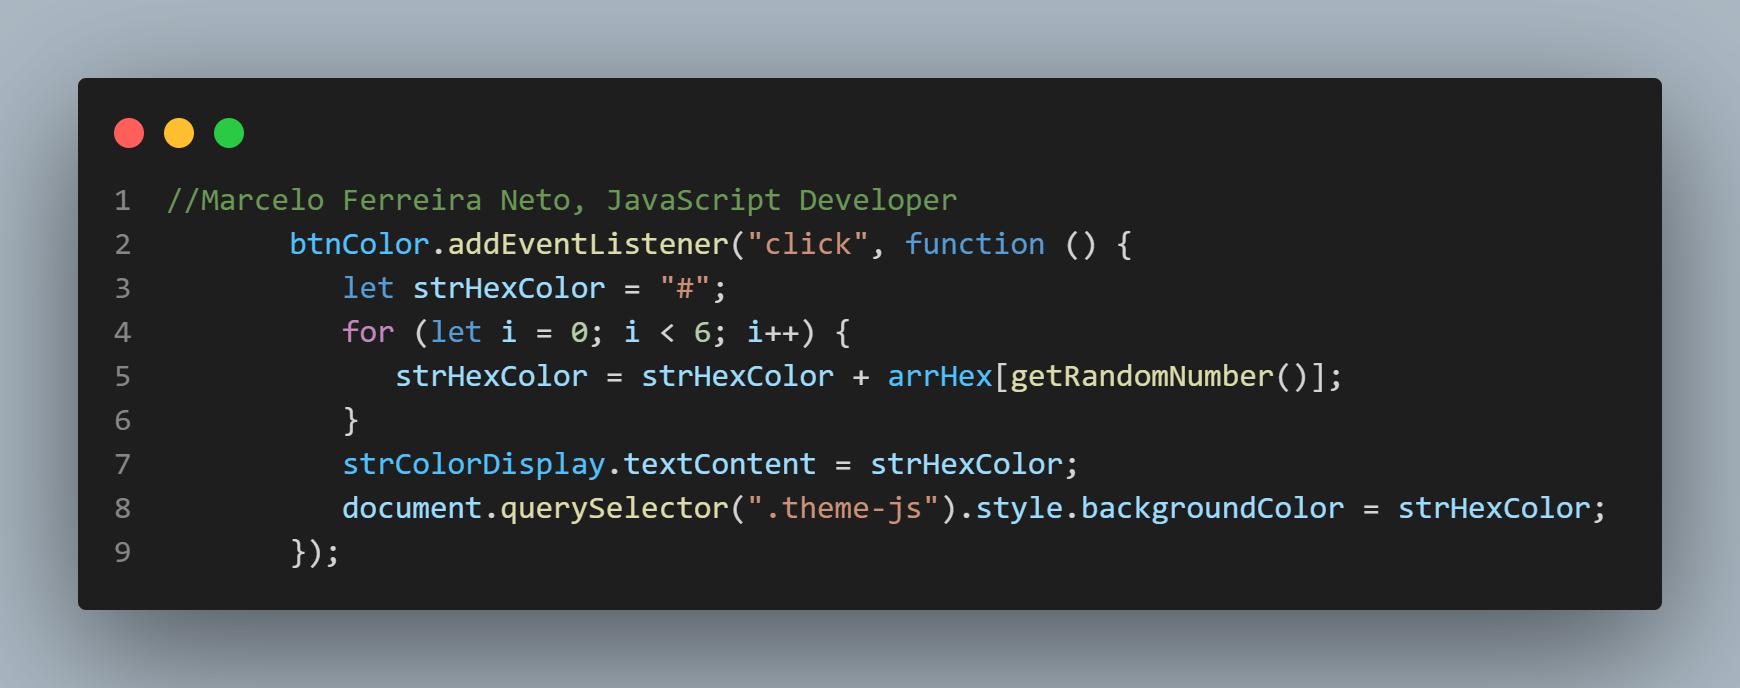 1 //Marcelo Ferreira Neto, JavaScript Developer
2 btnColor.addEventListener("click", function () {
3 let strHexColor = "#";
4 for (let i = 0; i < 6; i++) {
5 strHexColor = strHexColor + arrHex[getRandomNumber()];
6 }
7 strColorDisplay.textContent = strHexColor;
8 document.querySelector(".theme-js").style.backgroundColor = strHexColor;
9 });